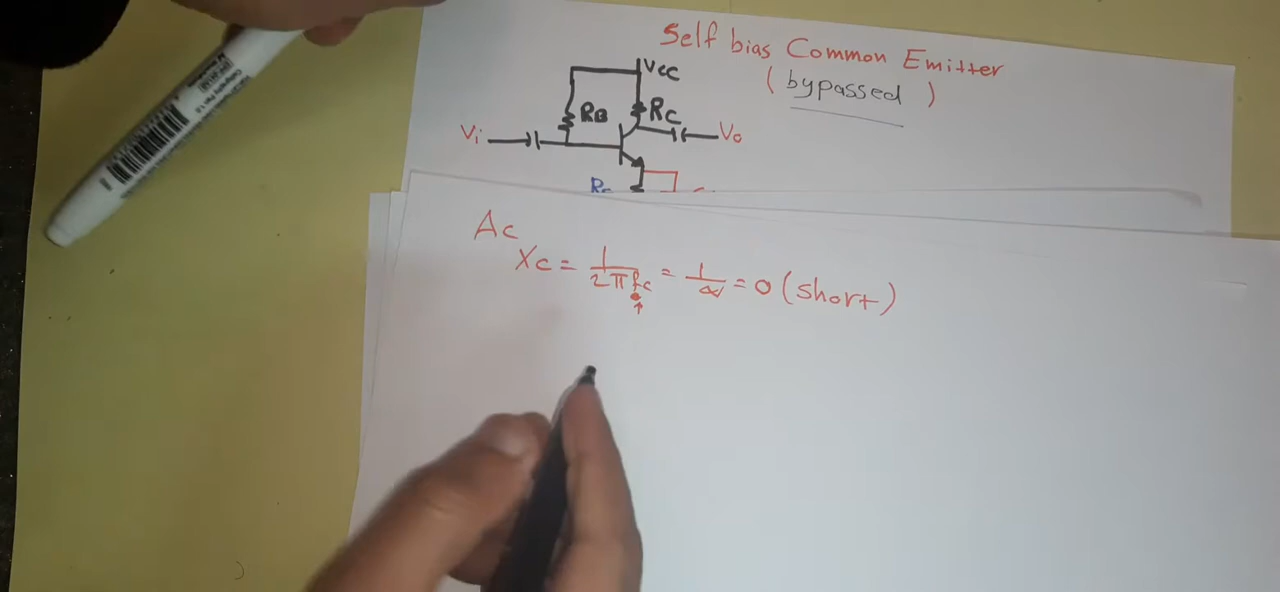 Self bias Common Emitter
( bypassed )
Vcc
RB
Rc
Vi
Vo
Ac
Xc = 1/2πfc = 1/∞ = 0 (short)